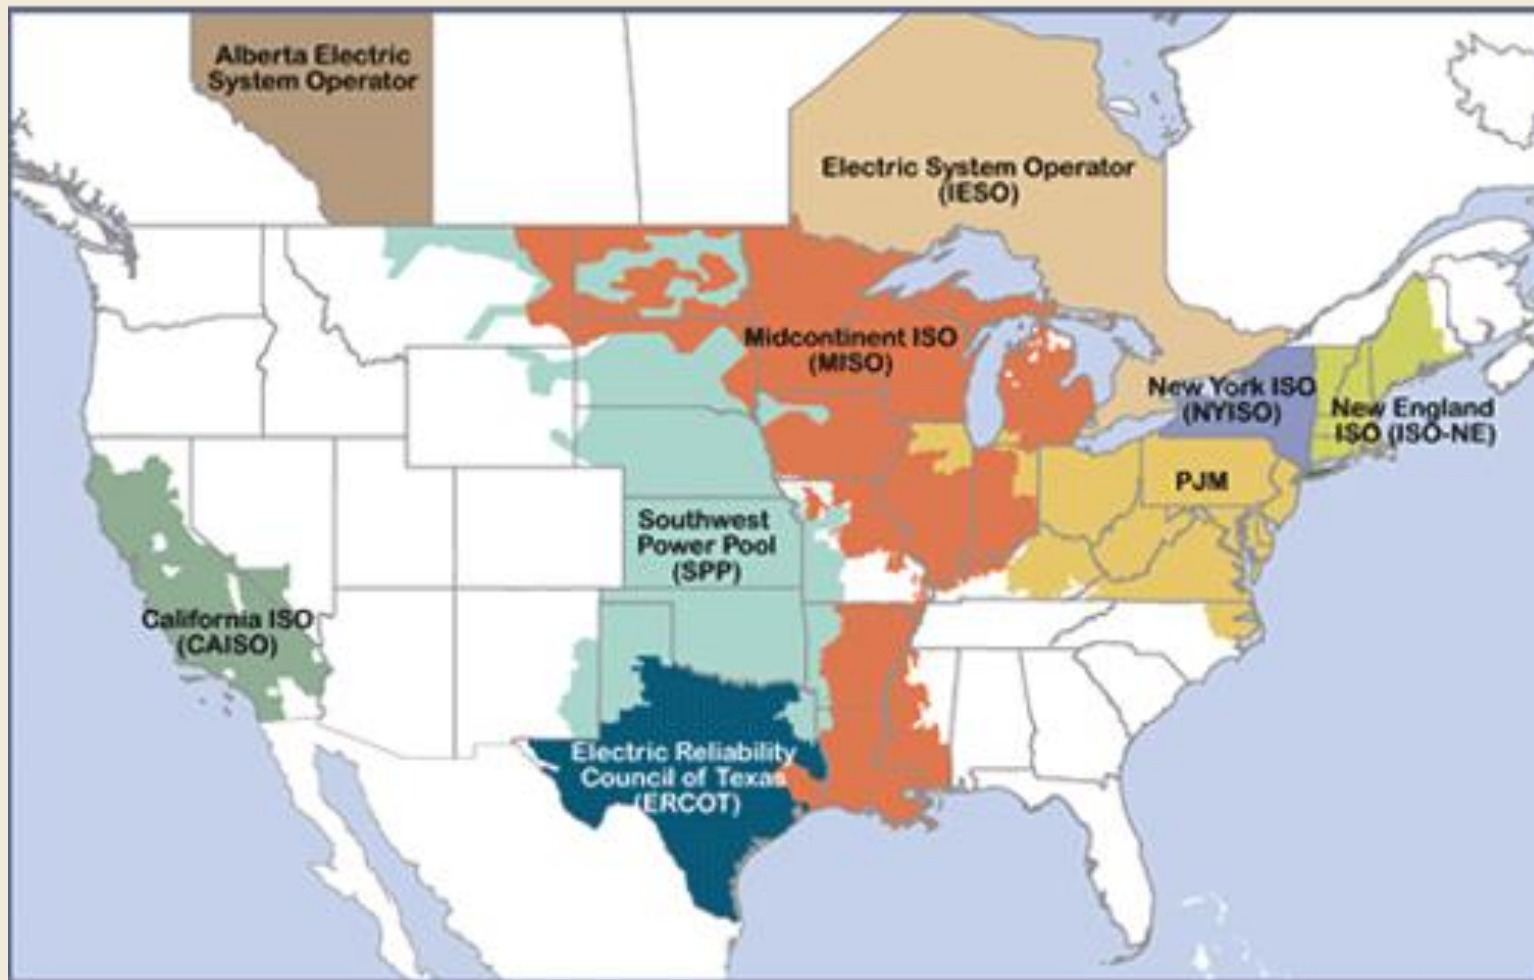 Alberta Electric
System Operator
Electric System Operator
(IESO)
Midcontinent ISO
(MISO)
New York ISO
(NYISO)
New England
ISO (ISO-NE)
PJM
Southwest
Power Pool
(SPP)
California ISO
(CAISO)
Electric Reliability
Council of Texas
(ERCOT)